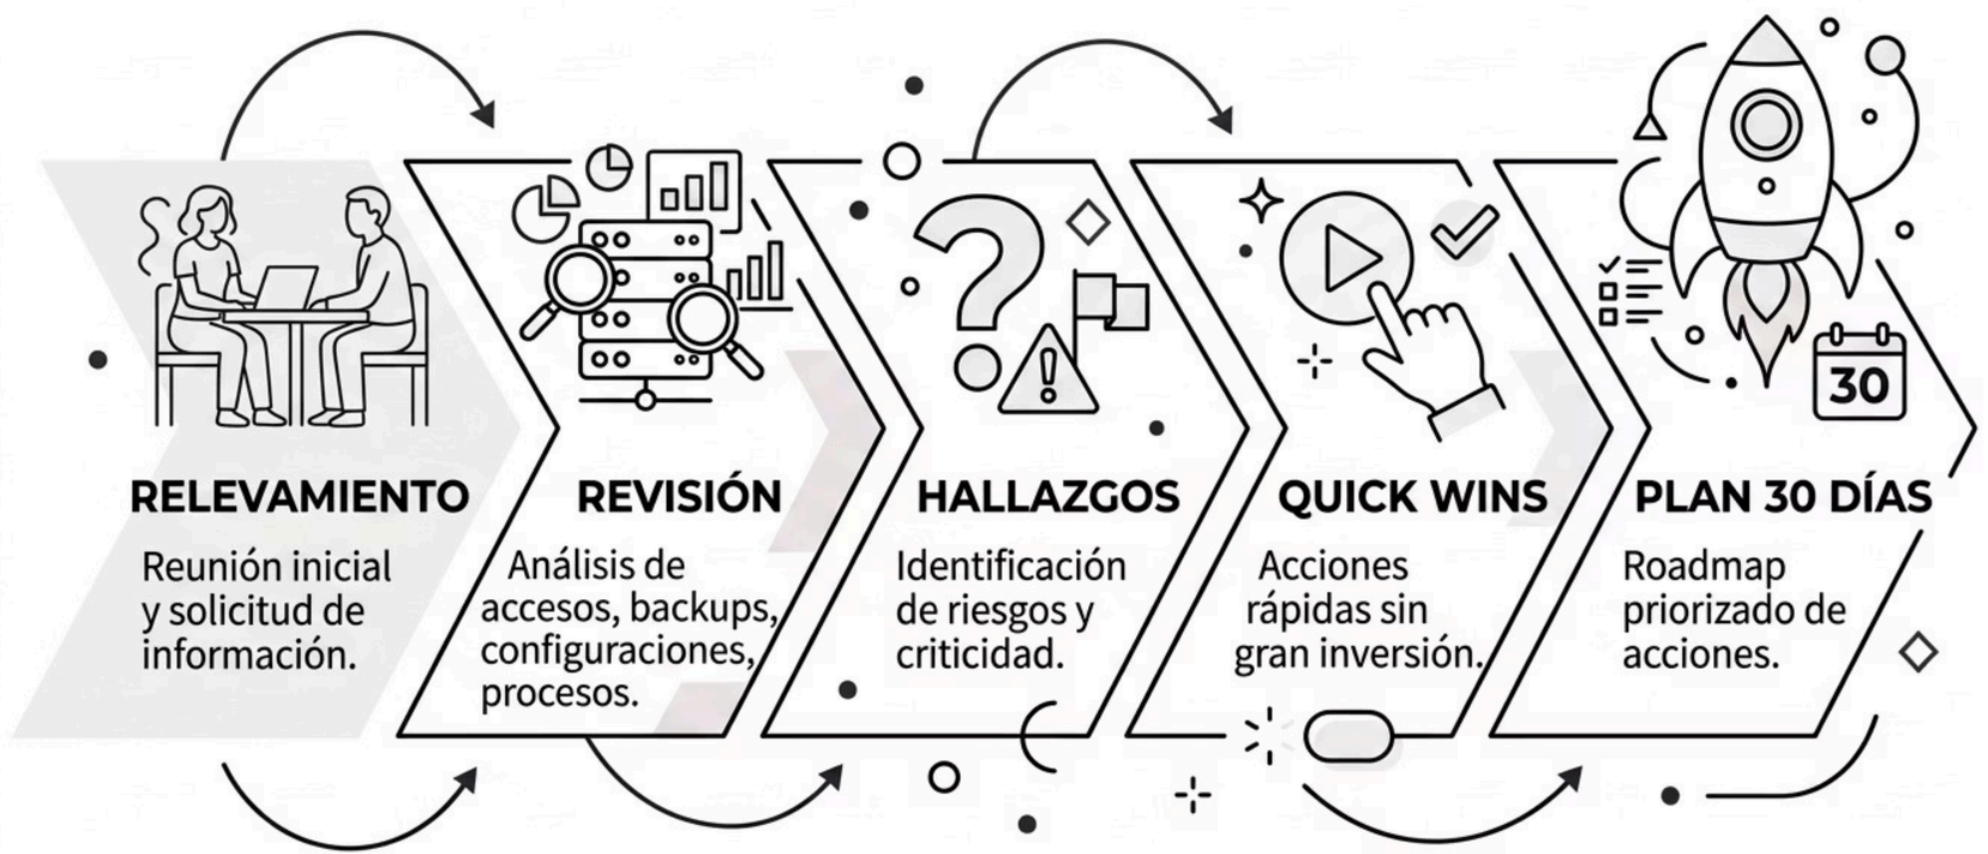 RELEVAMIENTO
Reunión inicial
y solicitud de
información.
REVISIÓN
Análisis de
accesos, backups,
configuraciones,
procesos.
HALLAZGOS
Identificación
de riesgos y
criticidad.
QUICK WINS
Acciones
rápidas sin
gran inversión.
30
PLAN 30 DÍAS
Roadmap
priorizado de
acciones.